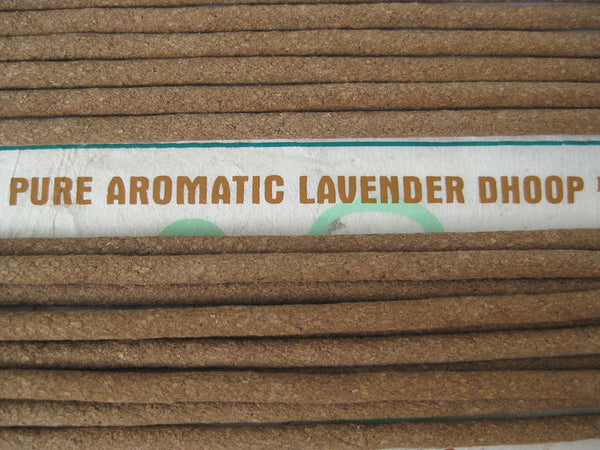 PURE AROMATIC LAVENDER DHOOP